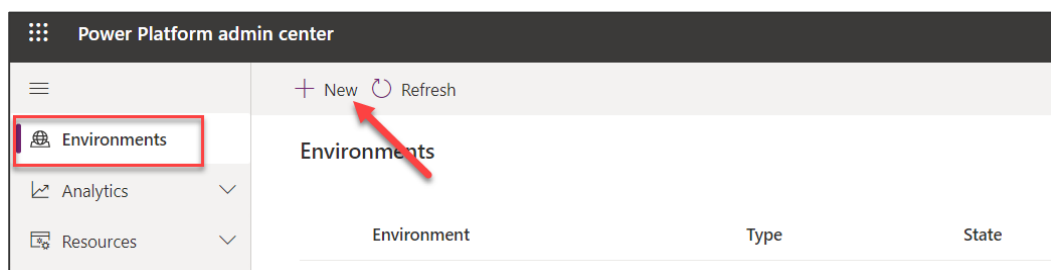 Power Platform admin center
New Refresh
Environments
Environments
Analytics
Resources
Environment Type State